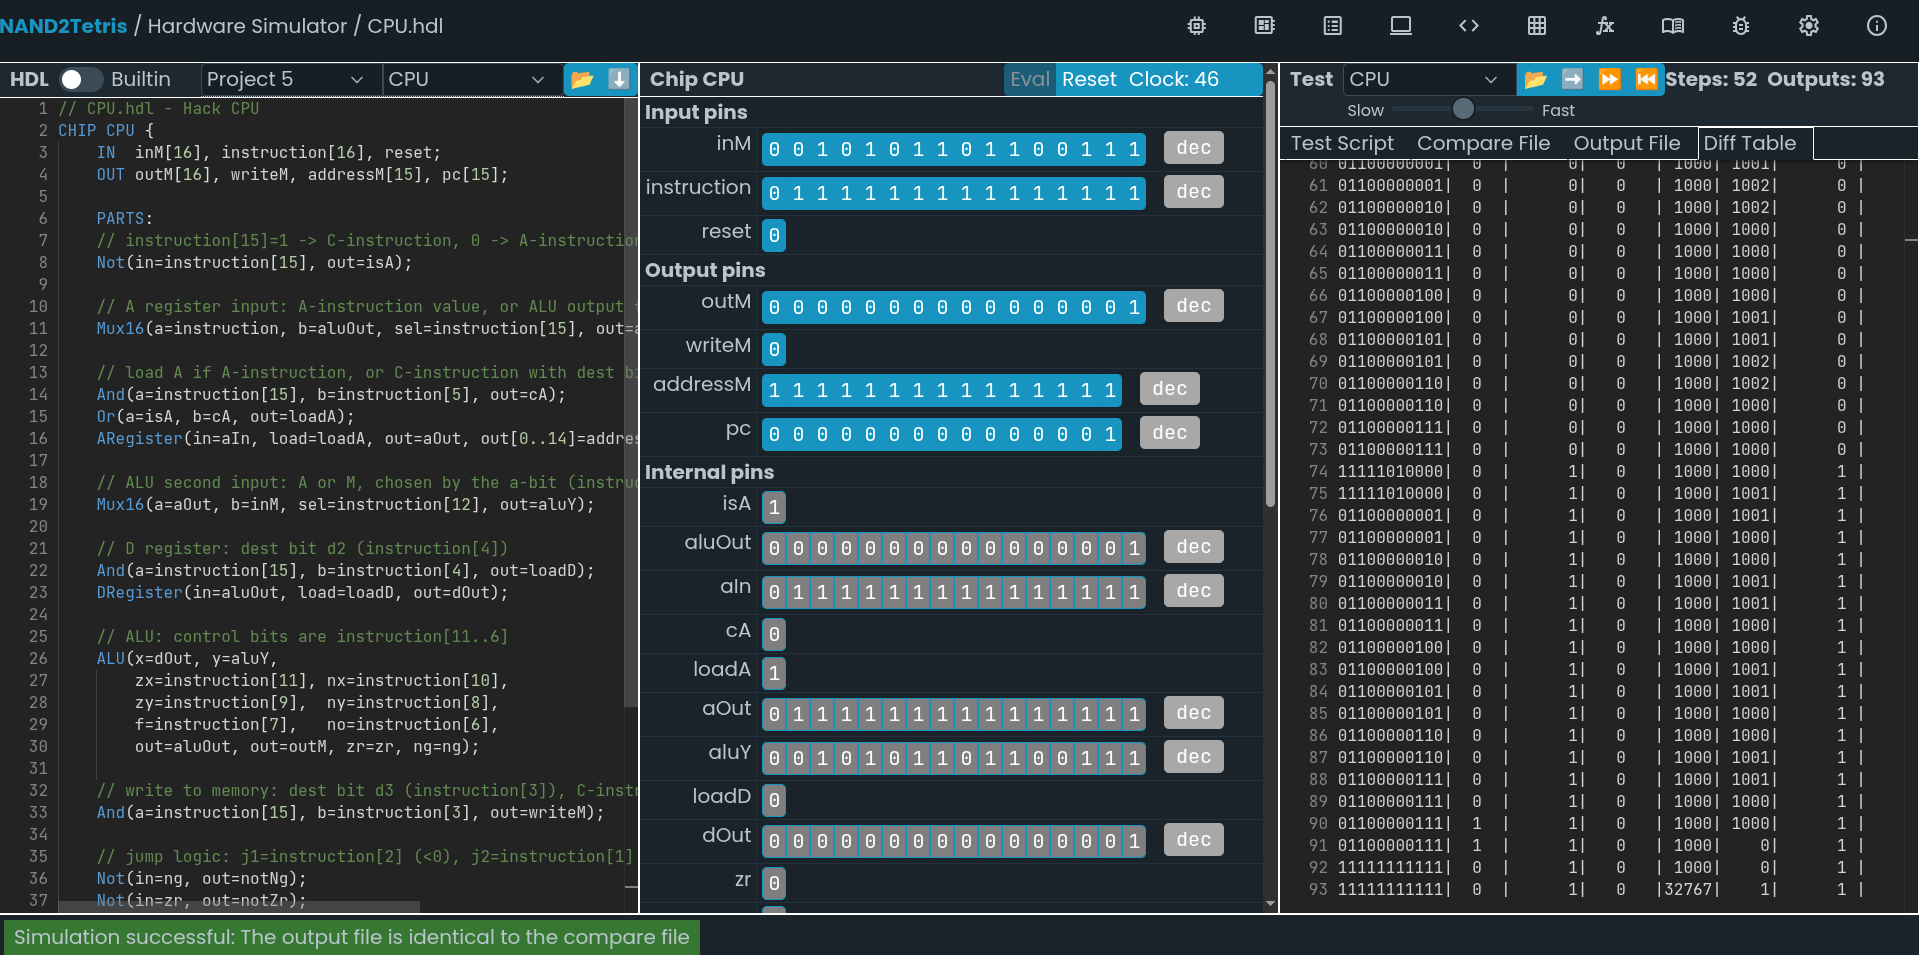 NAND2Tetris / Hardware Simulator / CPU.hdl
HDL Builtin Project 5 CPU
1 // CPU.hdl - Hack CPU
2 CHIP CPU {
3 IN inM[16], instruction[16], reset;
4 OUT outM[16], writeM, addressM[15], pc[15];
5
6 PARTS:
7 // instruction[15]=1 -> C-instruction, 0 -> A-instruction
8 Not(in=instruction[15], out=isA);
9
10 // A register input: A-instruction value, or ALU output
11 Mux16(a=instruction, b=aluOut, sel=instruction[15], out=a
12
13 // load A if A-instruction, or C-instruction with dest bi
14 And(a=instruction[15], b=instruction[5], out=cA);
15 Or(a=isA, b=cA, out=loadA);
16 ARegister(in=aIn, load=loadA, out=aOut, out[0..14]=addres
17
18 // ALU second input: A or M, chosen by the a-bit (instruc
19 Mux16(a=aOut, b=inM, sel=instruction[12], out=aluY);
20
21 // D register: dest bit d2 (instruction[4])
22 And(a=instruction[15], b=instruction[4], out=loadD);
23 DRegister(in=aluOut, load=loadD, out=dOut);
24
25 // ALU: control bits are instruction[11..6]
26 ALU(x=dOut, y=aluY,
27 zx=instruction[11], nx=instruction[10],
28 zy=instruction[9], ny=instruction[8],
29 f=instruction[7], no=instruction[6],
30 out=aluOut, out=outM, zr=zr, ng=ng);
31
32 // write to memory: dest bit d3 (instruction[3]), C-instr
33 And(a=instruction[15], b=instruction[3], out=writeM);
34
35 // jump logic: j1=instruction[2] (<0), j2=instruction[1]
36 Not(in=ng, out=notNg);
37 Not(in=zr, out=notZr);
Chip CPU Eval Reset Clock: 46
Input pins
inM 0 0 1 0 1 0 1 1 0 1 1 0 0 1 1 1 dec
instruction 0 1 1 1 1 1 1 1 1 1 1 1 1 1 1 1 dec
reset 0
Output pins
outM 0 0 0 0 0 0 0 0 0 0 0 0 0 0 0 1 dec
writeM 0
addressM 1 1 1 1 1 1 1 1 1 1 1 1 1 1 1 dec
pc 0 0 0 0 0 0 0 0 0 0 0 0 0 0 1 dec
Internal pins
isA 1
aluOut 0 0 0 0 0 0 0 0 0 0 0 0 0 0 0 1 dec
aIn 0 1 1 1 1 1 1 1 1 1 1 1 1 1 1 1 dec
cA 0
loadA 1
aOut 0 1 1 1 1 1 1 1 1 1 1 1 1 1 1 1 dec
aluY 0 0 1 0 1 0 1 1 0 1 1 0 0 1 1 1 dec
loadD 0
dOut 0 0 0 0 0 0 0 0 0 0 0 0 0 0 0 1 dec
zr 0
Test CPU Steps: 52 Outputs: 93
Slow Fast
Test Script Compare File Output File Diff Table
60 01100000001| 0 | 0| 0 | 1000| 1001| 0 |
61 01100000001| 0 | 0| 0 | 1000| 1002| 0 |
62 01100000010| 0 | 0| 0 | 1000| 1002| 0 |
63 01100000010| 0 | 0| 0 | 1000| 1000| 0 |
64 01100000011| 0 | 0| 0 | 1000| 1000| 0 |
65 01100000011| 0 | 0| 0 | 1000| 1000| 0 |
66 01100000100| 0 | 0| 0 | 1000| 1000| 0 |
67 01100000100| 0 | 0| 0 | 1000| 1001| 0 |
68 01100000101| 0 | 0| 0 | 1000| 1001| 0 |
69 01100000101| 0 | 0| 0 | 1000| 1002| 0 |
70 01100000110| 0 | 0| 0 | 1000| 1002| 0 |
71 01100000110| 0 | 0| 0 | 1000| 1000| 0 |
72 01100000111| 0 | 0| 0 | 1000| 1000| 0 |
73 01100000111| 0 | 0| 0 | 1000| 1000| 0 |
74 11111010000| 0 | 1| 0 | 1000| 1000| 1 |
75 11111010000| 0 | 1| 0 | 1000| 1001| 1 |
76 01100000001| 0 | 1| 0 | 1000| 1001| 1 |
77 01100000001| 0 | 1| 0 | 1000| 1000| 1 |
78 01100000010| 0 | 1| 0 | 1000| 1000| 1 |
79 01100000010| 0 | 1| 0 | 1000| 1001| 1 |
80 01100000011| 0 | 1| 0 | 1000| 1001| 1 |
81 01100000011| 0 | 1| 0 | 1000| 1000| 1 |
82 01100000100| 0 | 1| 0 | 1000| 1000| 1 |
83 01100000100| 0 | 1| 0 | 1000| 1001| 1 |
84 01100000101| 0 | 1| 0 | 1000| 1001| 1 |
85 01100000101| 0 | 1| 0 | 1000| 1000| 1 |
86 01100000110| 0 | 1| 0 | 1000| 1000| 1 |
87 01100000110| 0 | 1| 0 | 1000| 1001| 1 |
88 01100000111| 0 | 1| 0 | 1000| 1001| 1 |
89 01100000111| 0 | 1| 0 | 1000| 1000| 1 |
90 01100000111| 1 | 1| 0 | 1000| 1000| 1 |
91 01100000111| 1 | 1| 0 | 1000| 0| 1 |
92 11111111111| 0 | 1| 0 | 1000| 0| 1 |
93 11111111111| 0 | 1| 0 |32767| 1| 1 |
Simulation successful: The output file is identical to the compare file